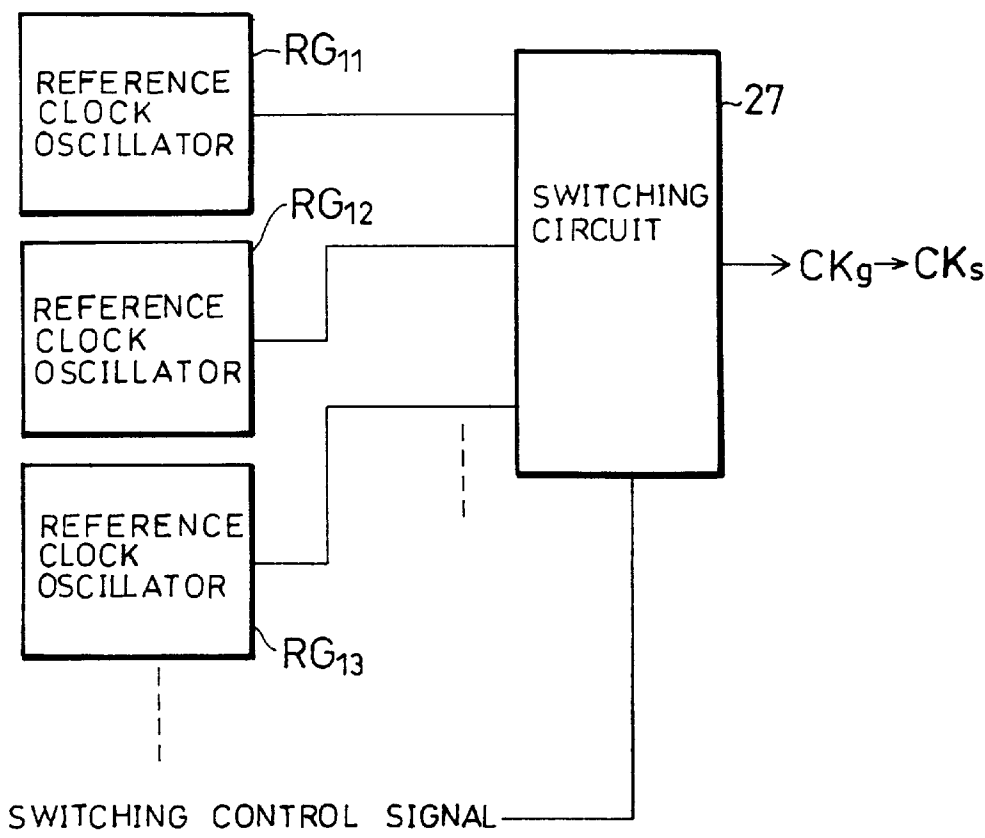 REFERENCE
CLOCK
OSCILLATOR
RG11
REFERENCE
CLOCK
OSCILLATOR
RG12
REFERENCE
CLOCK
OSCILLATOR
RG13
SWITCHING
CIRCUIT
27
CKg→CKs
SWITCHING CONTROL SIGNAL